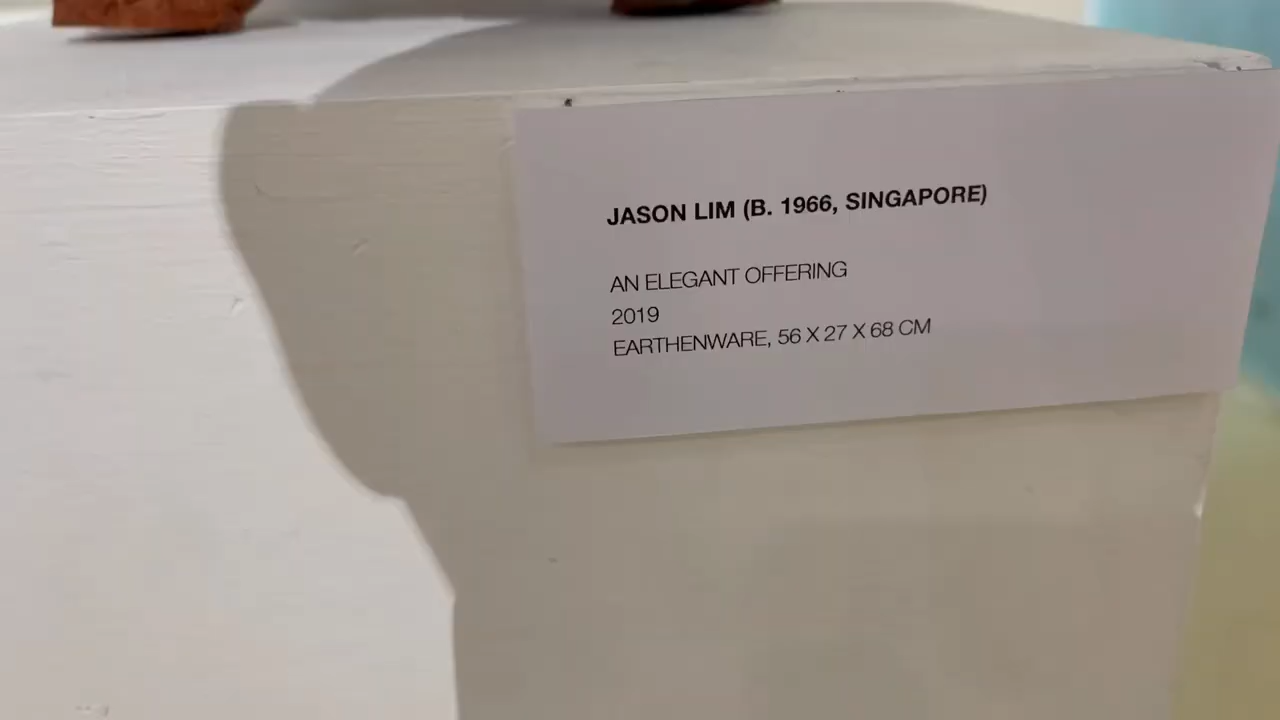 JASON LIM (B. 1966, SINGAPORE)
AN ELEGANT OFFERING
2019
EARTHENWARE, 56 X 27 X 68 CM